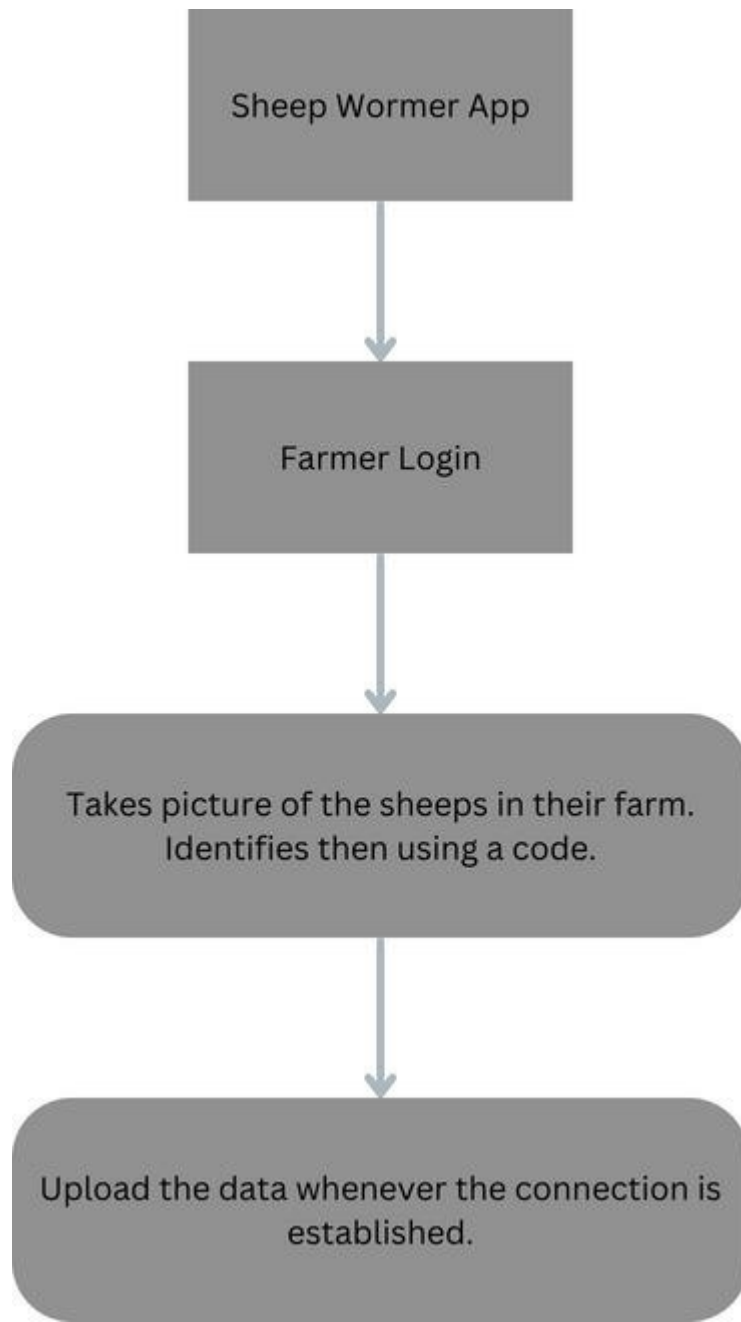 Sheep Wormer App
Farmer Login
Takes picture of the sheeps in their farm.
Identifies then using a code.
Upload the data whenever the connection is
established.